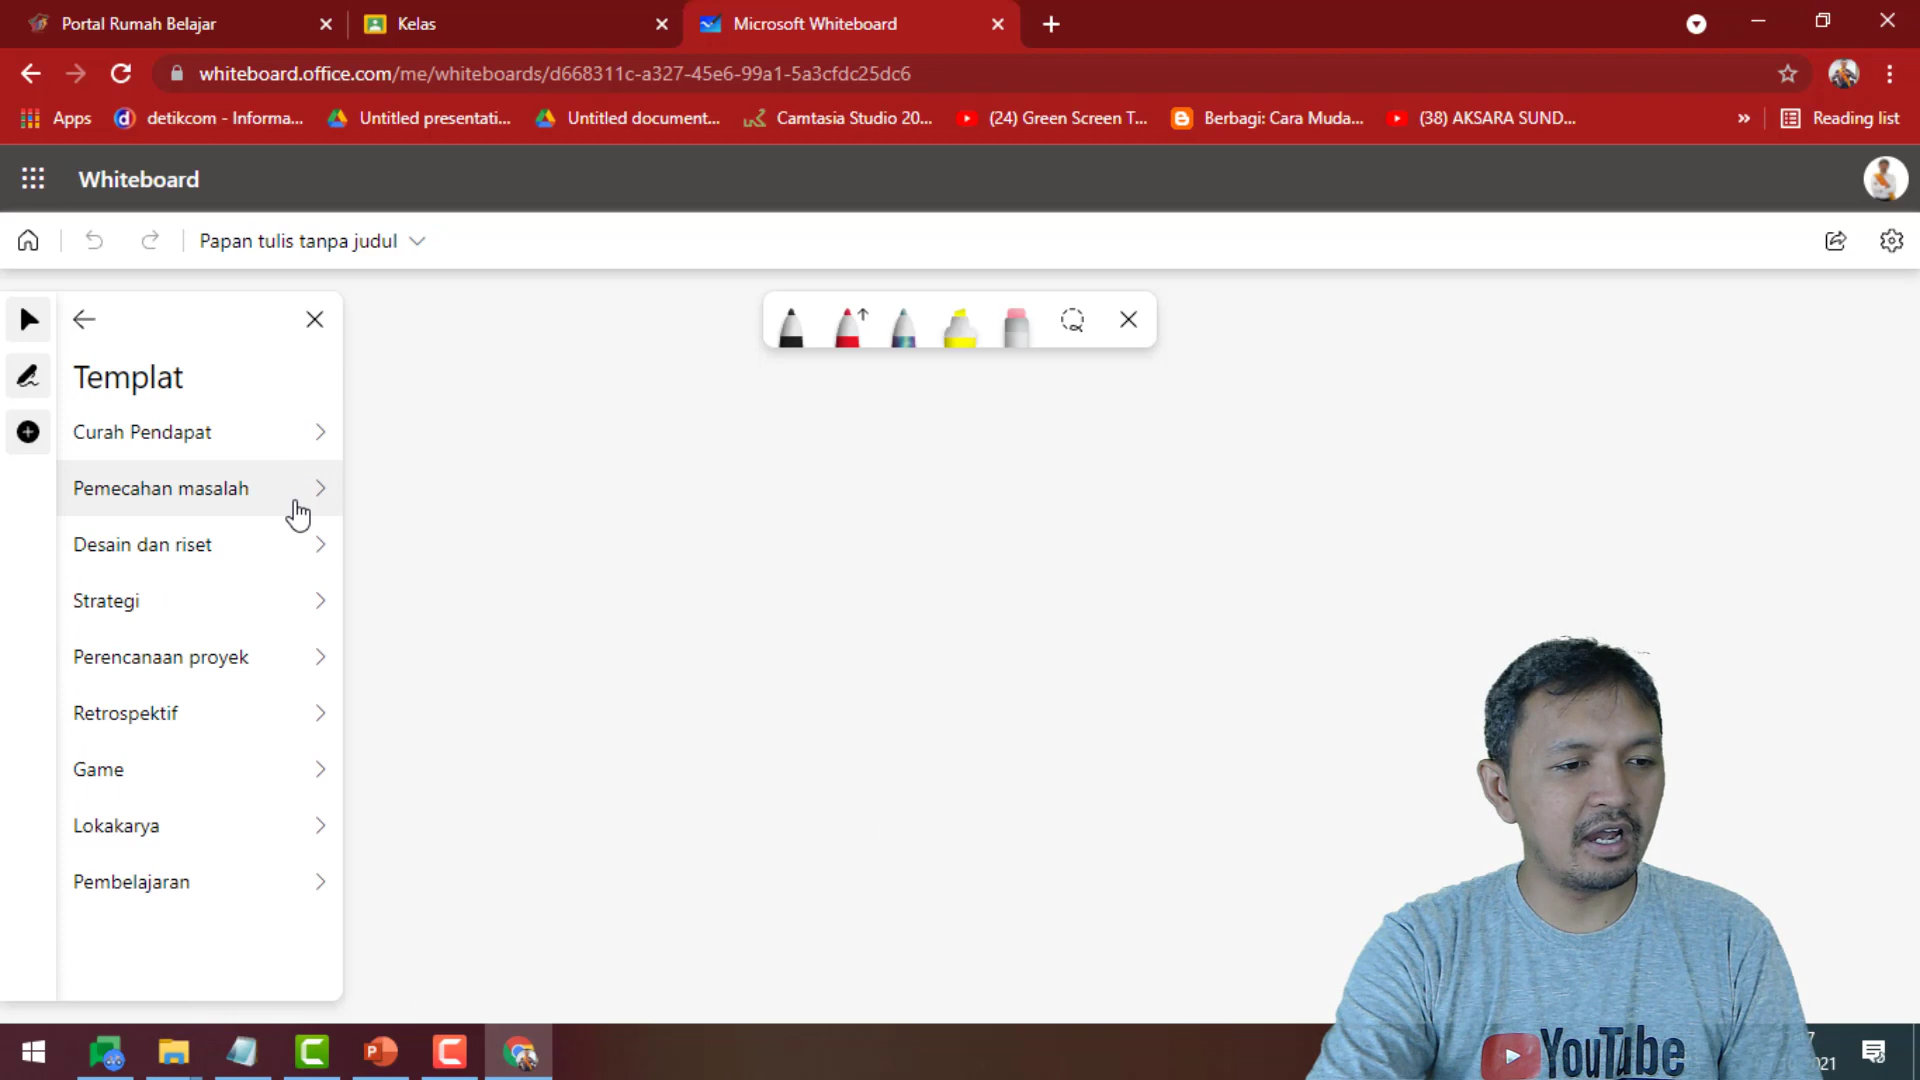 Portal Rumah Belajar
Kelas
Microsoft Whiteboard
whiteboard.office.com/me/whiteboards/d668311c-a327-45e6-99a1-5a3cfdc25dc6
Apps
detikcom - Informa...
Untitled presentati...
Untitled document...
Camtasia Studio 20...
(24) Green Screen T...
Berbagi: Cara Muda...
(38) AKSARA SUND...
»
Reading list
Whiteboard
Papan tulis tanpa judul
Templat
Curah Pendapat
Pemecahan masalah
Desain dan riset
Strategi
Perencanaan proyek
Retrospektif
Game
Lokakarya
Pembelajaran
YouTube
7
021